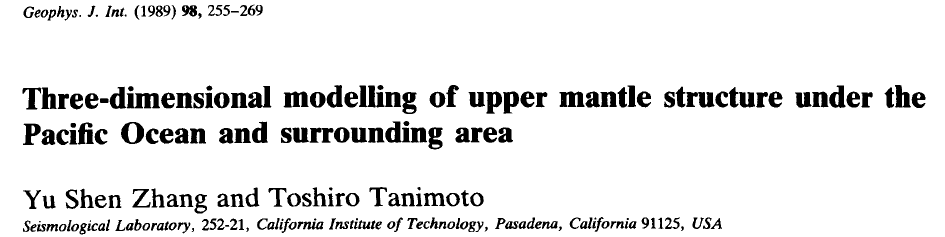 Geophys. J. Int. (1989) 98, 255–269
Three-dimensional modelling of upper mantle structure under the
Pacific Ocean and surrounding area
Yu Shen Zhang and Toshiro Tanimoto
Seismological Laboratory, 252-21, California Institute of Technology, Pasadena, California 91125, USA